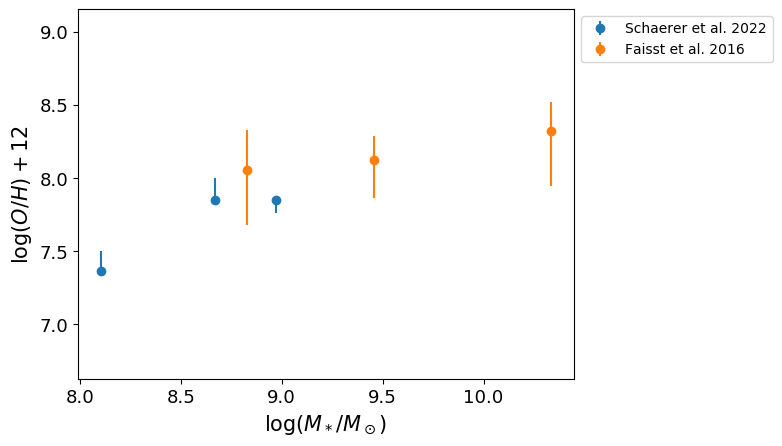 Schaerer et al. 2022
Faisst et al. 2016
9.0
8.5
8.0
7.5
7.0
log(O/H) + 12
8.0 8.5 9.0 9.5 10.0
log(M*/M⊙)